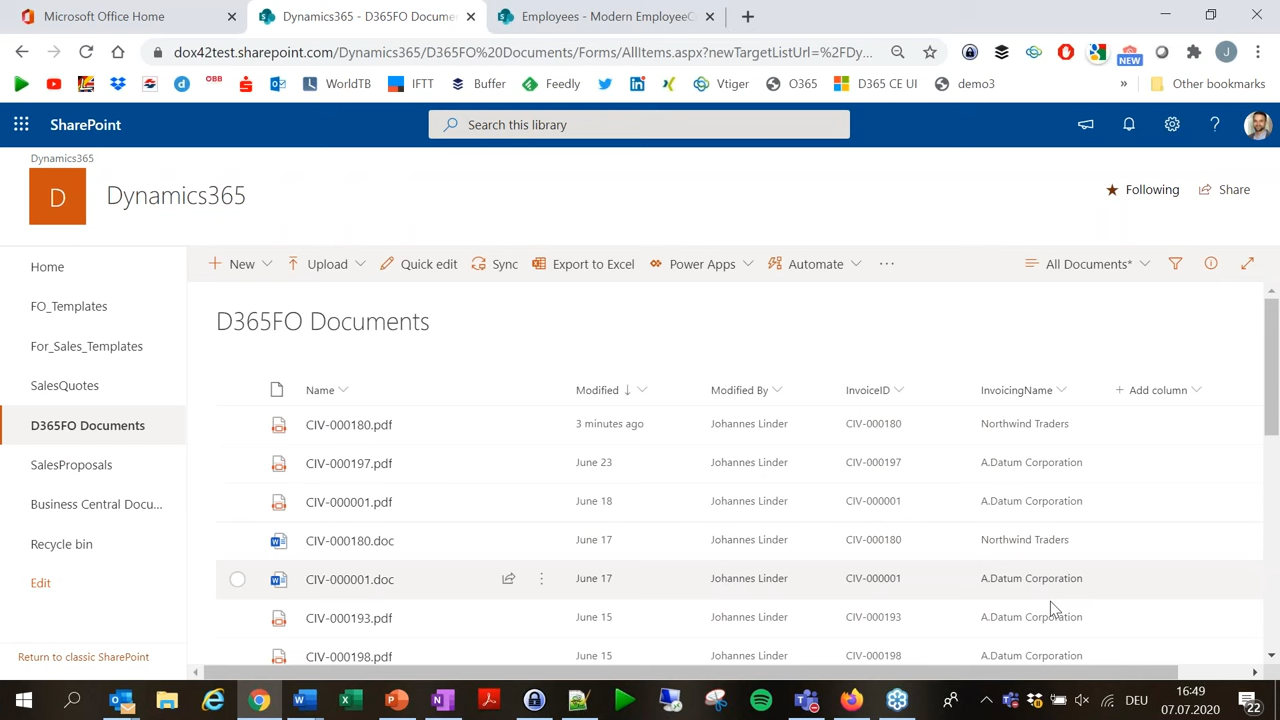 Microsoft Office Home
Dynamics365 - D365FO Documen
Employees - Modern EmployeeC
dox42test.sharepoint.com/Dynamics365/D365FO%20Documents/Forms/AllItems.aspx?newTargetListUrl=%2FDy...
J
NEW
ÖBB
WorldTB
IFTT
Buffer
Feedly
Vtiger
O365
D365 CE UI
demo3
»
Other bookmarks
SharePoint
Search this library
Dynamics365
D
Dynamics365
Following
Share
Home
FO_Templates
For_Sales_Templates
SalesQuotes
D365FO Documents
SalesProposals
Business Central Docu...
Recycle bin
Edit
Return to classic SharePoint
+ New
Upload
Quick edit
Sync
Export to Excel
Power Apps
Automate
...
All Documents*
D365FO Documents
Name Modified ↓ Modified By InvoiceID InvoicingName + Add column
CIV-000180.pdf 3 minutes ago Johannes Linder CIV-000180 Northwind Traders
CIV-000197.pdf June 23 Johannes Linder CIV-000197 A.Datum Corporation
CIV-000001.pdf June 18 Johannes Linder CIV-000001 A.Datum Corporation
CIV-000180.doc June 17 Johannes Linder CIV-000180 Northwind Traders
CIV-000001.doc June 17 Johannes Linder CIV-000001 A.Datum Corporation
CIV-000193.pdf June 15 Johannes Linder CIV-000193 A.Datum Corporation
CIV-000198.pdf June 15 Johannes Linder CIV-000198 A.Datum Corporation
DEU
16:49
07.07.2020
22